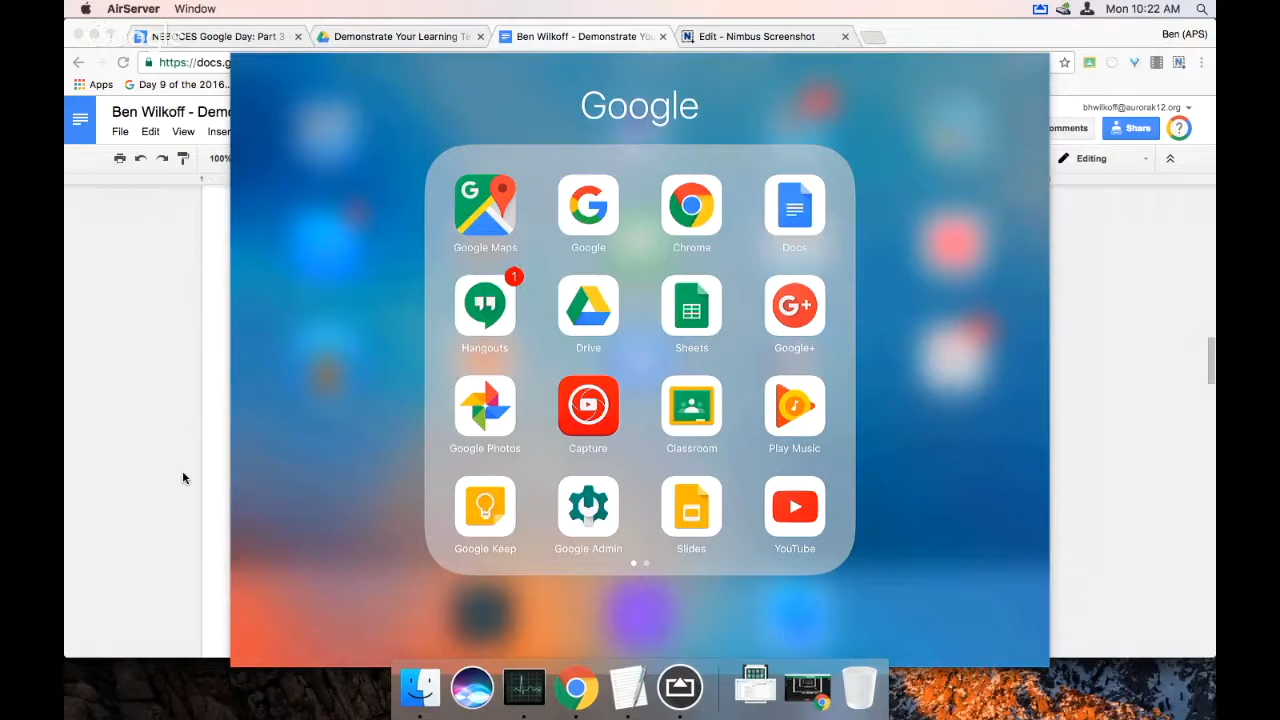 AirServer Window Mon 10:22 AM
NEBOCES Google Day: Part 3 Demonstrate Your Learning Te Ben Wilkoff - Demonstrate Yo Edit - Nimbus Screenshot Ben (APS)
https://docs.g
Apps Day 9 of the 2016...
Ben Wilkoff - Demo bhwilkoff@aurorak12.org
File Edit View Inser omments Share
100% Editing
1
Google
Google Maps Google Chrome Docs
1
Hangouts Drive Sheets Google+
Google Photos Capture Classroom Play Music
Google Keep Google Admin Slides YouTube